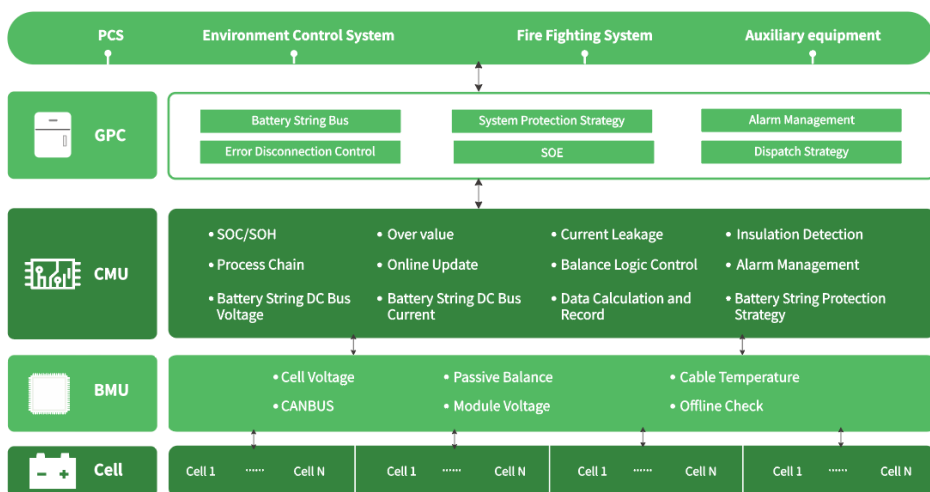 PCS Environment Control System Fire Fighting System Auxiliary equipment
GPC
Battery String Bus System Protection Strategy Alarm Management
Error Disconnection Control SOE Dispatch Strategy
CMU
• SOC/SOH • Over value • Current Leakage • Insulation Detection
• Process Chain • Online Update • Balance Logic Control • Alarm Management
• Battery String DC Bus Voltage • Battery String DC Bus Current • Data Calculation and Record • Battery String Protection Strategy
BMU
• Cell Voltage • Passive Balance • Cable Temperature
• CANBUS • Module Voltage • Offline Check
Cell
Cell 1 ······ Cell N Cell 1 ······ Cell N Cell 1 ······ Cell N Cell 1 ······ Cell N